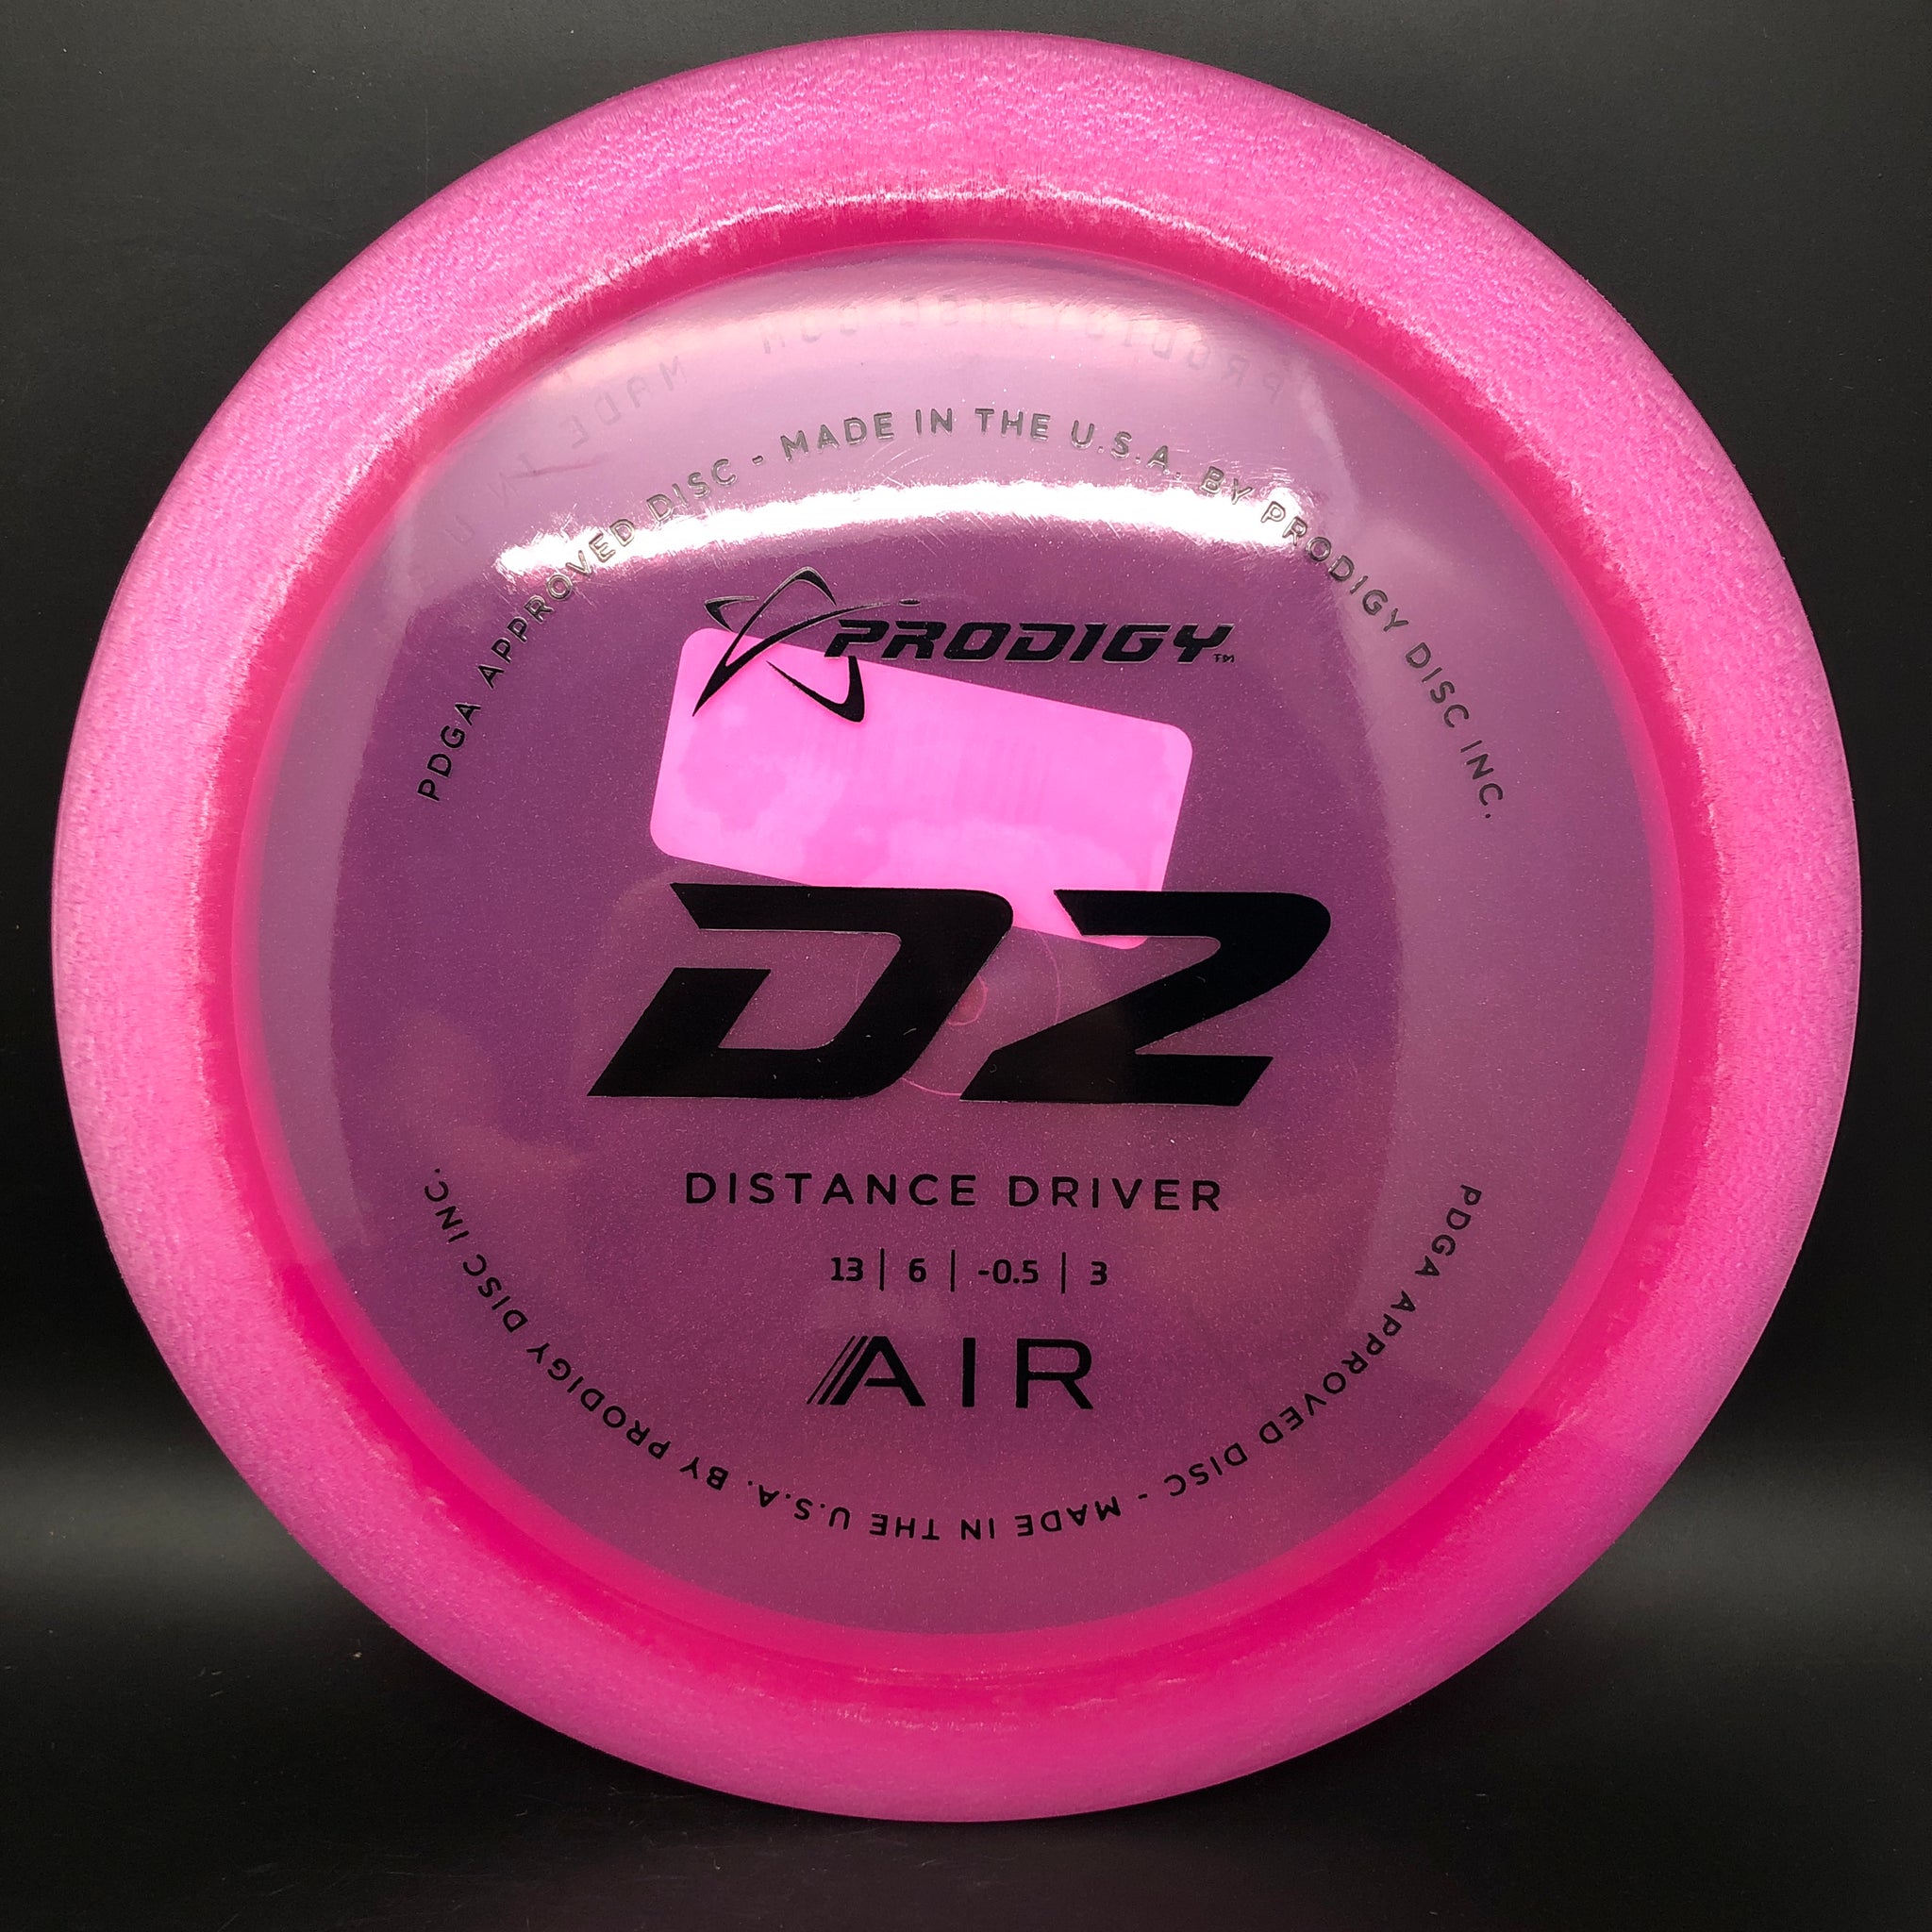 PDGA APPROVED DISC - MADE IN THE U.S.A. BY PRODIGY DISC INC.
PRODIGY™
D2
DISTANCE DRIVER
13 | 6 | -0.5 | 3
AIR
PDGA APPROVED DISC - MADE IN THE U.S.A. BY PRODIGY DISC INC.